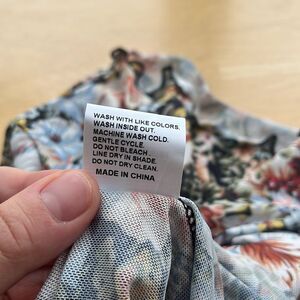 WASH WITH LIKE COLORS.
WASH INSIDE OUT.
MACHINE WASH COLD.
GENTLE CYCLE.
DO NOT BLEACH.
LINE DRY IN SHADE.
DO NOT DRY CLEAN.
MADE IN CHINA